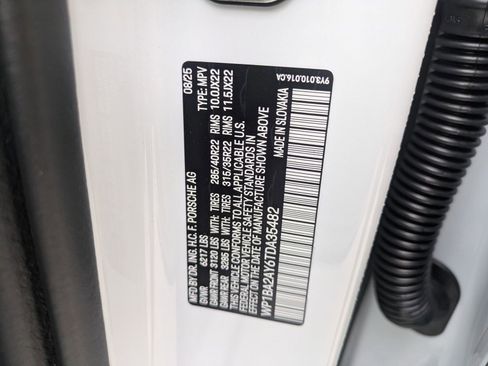 MFD BY DR. ING. H.C. F. PORSCHE AG 08/25
GVWR 6217 LBS TYPE: MPV
GAWR FRONT 3120 LBS WITH: TIRES 285/40R22 RIMS 10.0JX22
GAWR REAR 3285 LBS WITH: TIRES 315/35R22 RIMS 11.5JX22
THIS VEHICLE CONFORMS TO ALL APPLICABLE U.S.
FEDERAL MOTOR VEHICLE SAFETY STANDARDS IN
EFFECT ON THE DATE OF MANUFACTURE SHOWN ABOVE
WP1BA2AY6TDA35482
MADE IN SLOVAKIA
9Y3.010.016.CA